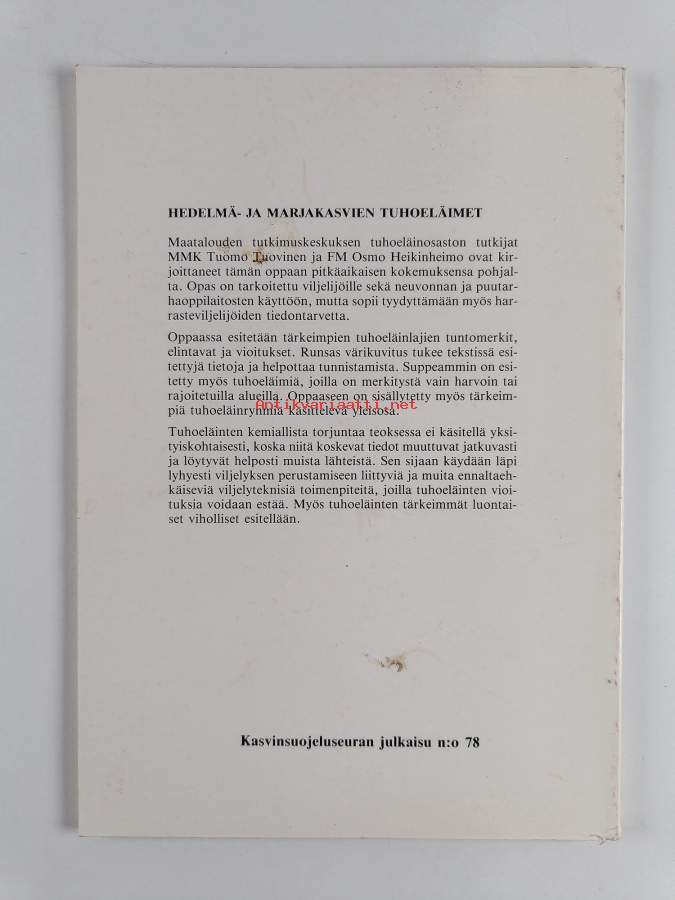 HEDELMÄ- JA MARJAKASVIEN TUHOELÄIMET
Maatalouden tutkimuskeskuksen tuhoeläinosaston tutkijat
MMK Tuomo Tuovinen ja FM Osmo Heikinheimo ovat kir-
joittaneet tämän oppaan pitkäaikaisen kokemuksensa pohjal-
ta. Opas on tarkoitettu viljelijöille sekä neuvonnan ja puutar-
haoppilaitosten käyttöön, mutta sopii tyydyttämään myös har-
rasteviljelijöiden tiedontarvetta.
Oppaassa esitetään tärkeimpien tuhoeläinlajien tuntomerkit,
elintavat ja vioitukset. Runsas värikuvitus tukee tekstissä esi-
tettyjä tietoja ja helpottaa tunnistamista. Suppeammin on esi-
tetty myös tuhoeläimiä, joilla on merkitystä vain harvoin tai
rajoitetuilla alueilla. Oppaaseen on sisällytetty myös tärkeim-
Antikvariaatti.net
piä tuhoeläinryhmiä käsittelevä yleisosa.
Tuhoeläinten kemiallista torjuntaa teoksessa ei käsitellä yksi-
tyiskohtaisesti, koska niitä koskevat tiedot muuttuvat jatkuvasti
ja löytyvät helposti muista lähteistä. Sen sijaan käydään läpi
lyhyesti viljelyksen perustamiseen liittyviä ja muita ennaltaeh-
käiseviä viljelyteknisiä toimenpiteitä, joilla tuhoeläinten vioi-
tuksia voidaan estää. Myös tuhoeläinten tärkeimmät luontai-
set viholliset esitellään.
Kasvinsuojeluseuran julkaisu n:o 78